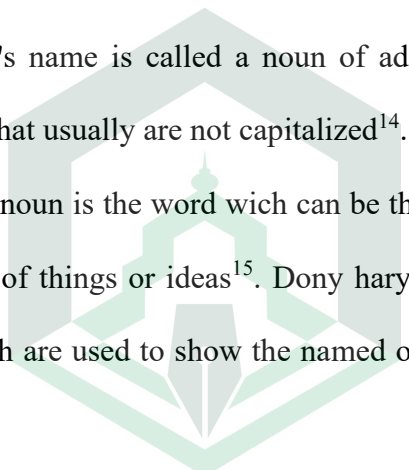 's name is called a noun of ad
hat usually are not capitalized¹⁴.
noun is the word wich can be th
of things or ideas¹⁵. Dony hary
h are used to show the named o